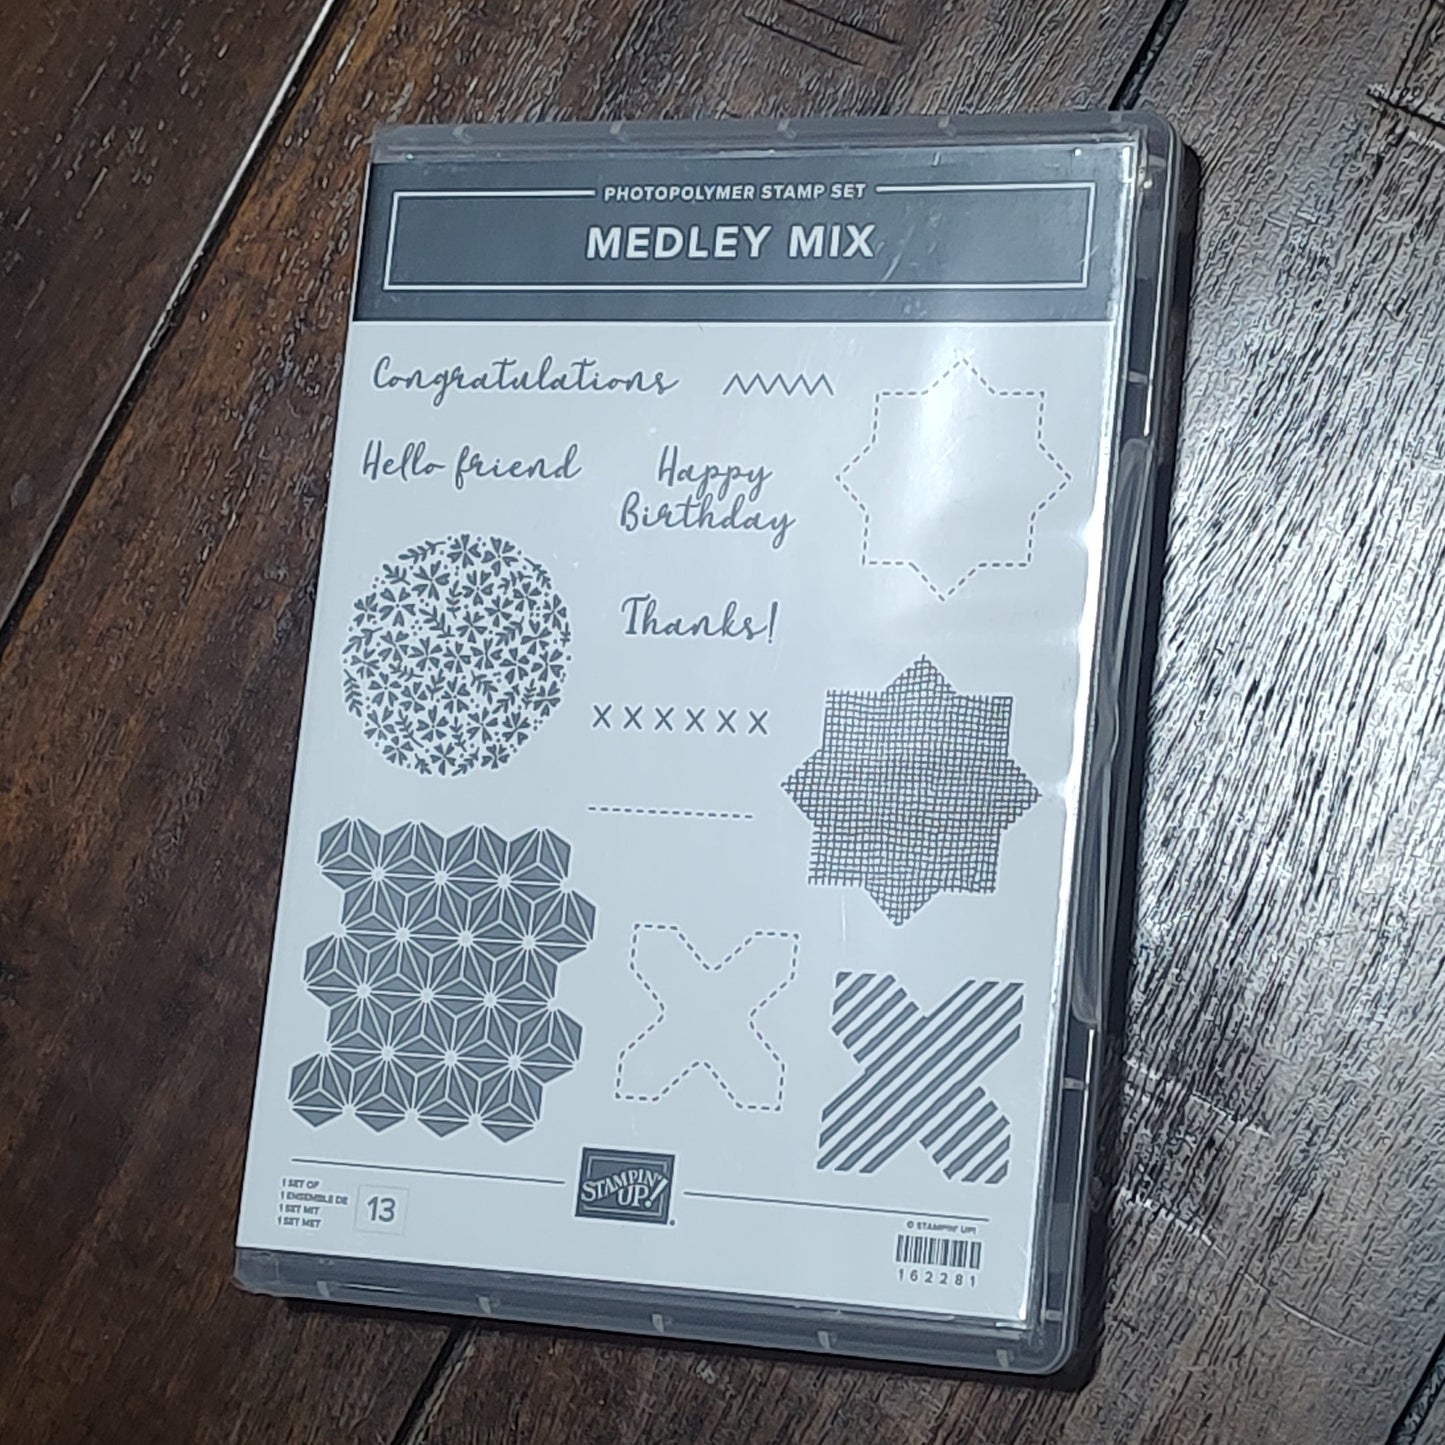 PHOTOPOLYMER STAMP SET
MEDLEY MIX
Congratulations
Hello friend
Happy
Birthday
Thanks!
X X X X X X
1 SET OF
1 ENSEMBLE DE
1 SET MIT
1 SET MET
13
STAMPIN'
UP!
© STAMPIN' UP!
162281